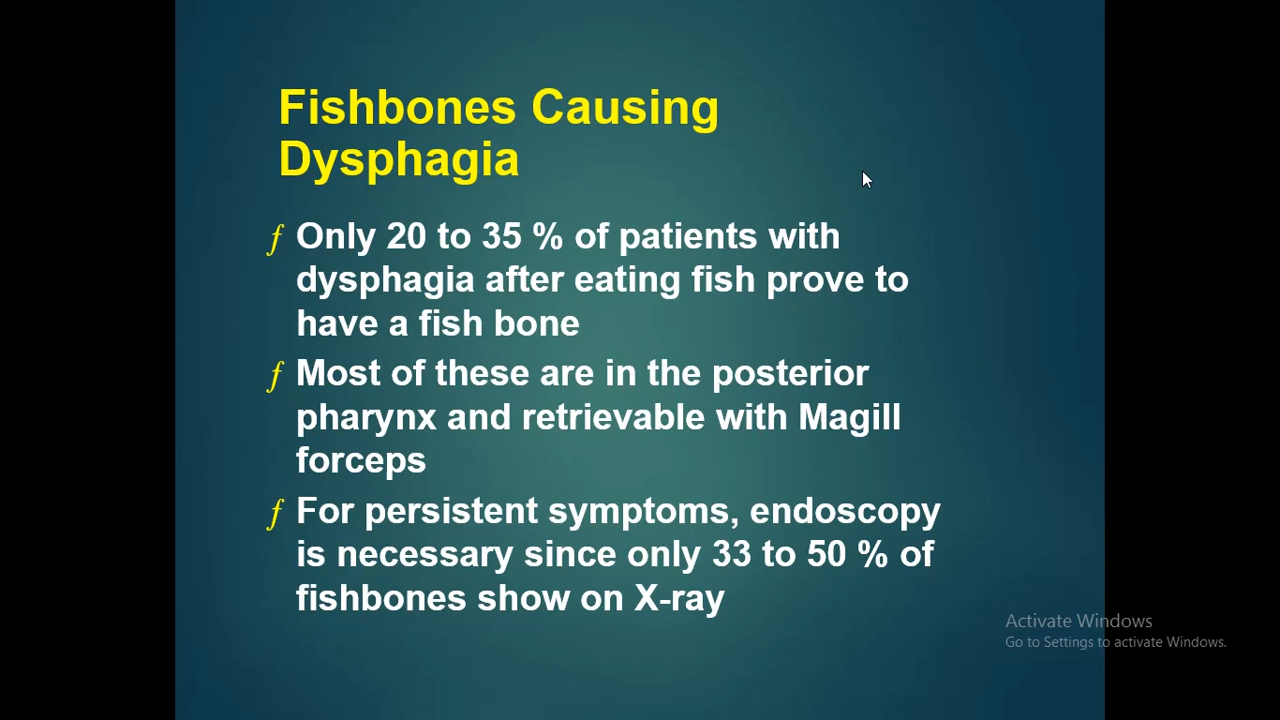 Fishbones Causing
Dysphagia
ƒ Only 20 to 35 % of patients with
dysphagia after eating fish prove to
have a fish bone
ƒ Most of these are in the posterior
pharynx and retrievable with Magill
forceps
ƒ For persistent symptoms, endoscopy
is necessary since only 33 to 50 % of
fishbones show on X-ray
Activate Windows
Go to Settings to activate Windows.